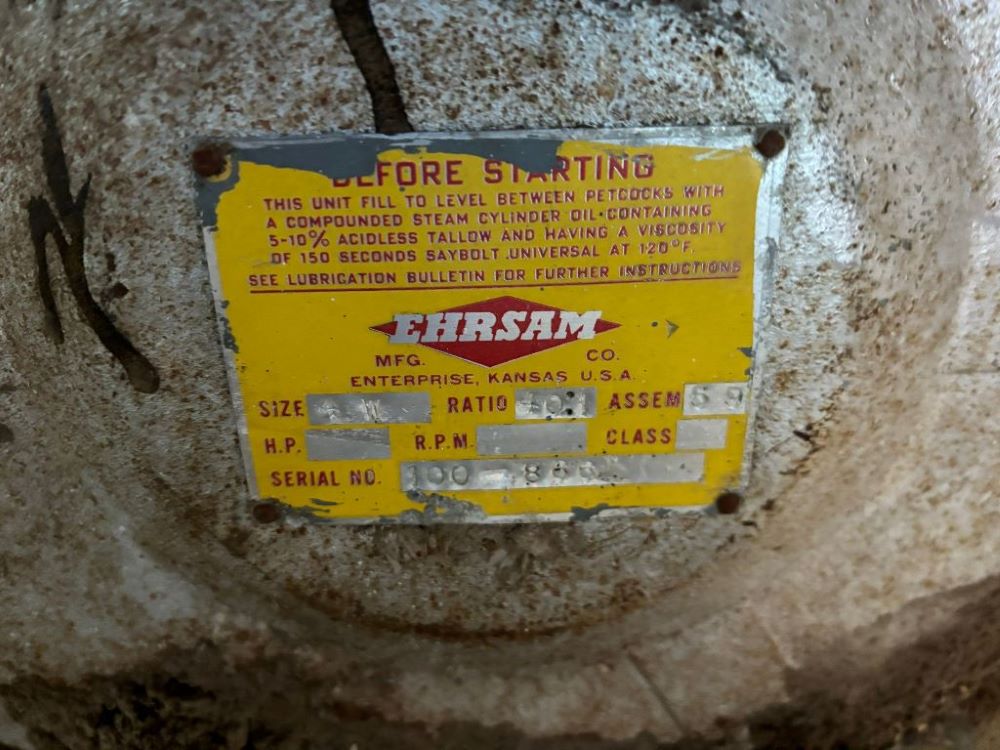 BEFORE STARTING
THIS UNIT FILL TO LEVEL BETWEEN PETCOCKS WITH
A COMPOUNDED STEAM CYLINDER OIL·CONTAINING
5-10% ACIDLESS TALLOW AND HAVING A VISCOSITY
OF 150 SECONDS SAYBOLT UNIVERSAL AT 120°F.
SEE LUBRICATION BULLETIN FOR FURTHER INSTRUCTIONS
EHRSAM
MFG. CO.
ENTERPRISE, KANSAS U.S.A.
SIZE RATIO ASSEM
H.P. R.P.M. CLASS
SERIAL NO. 100